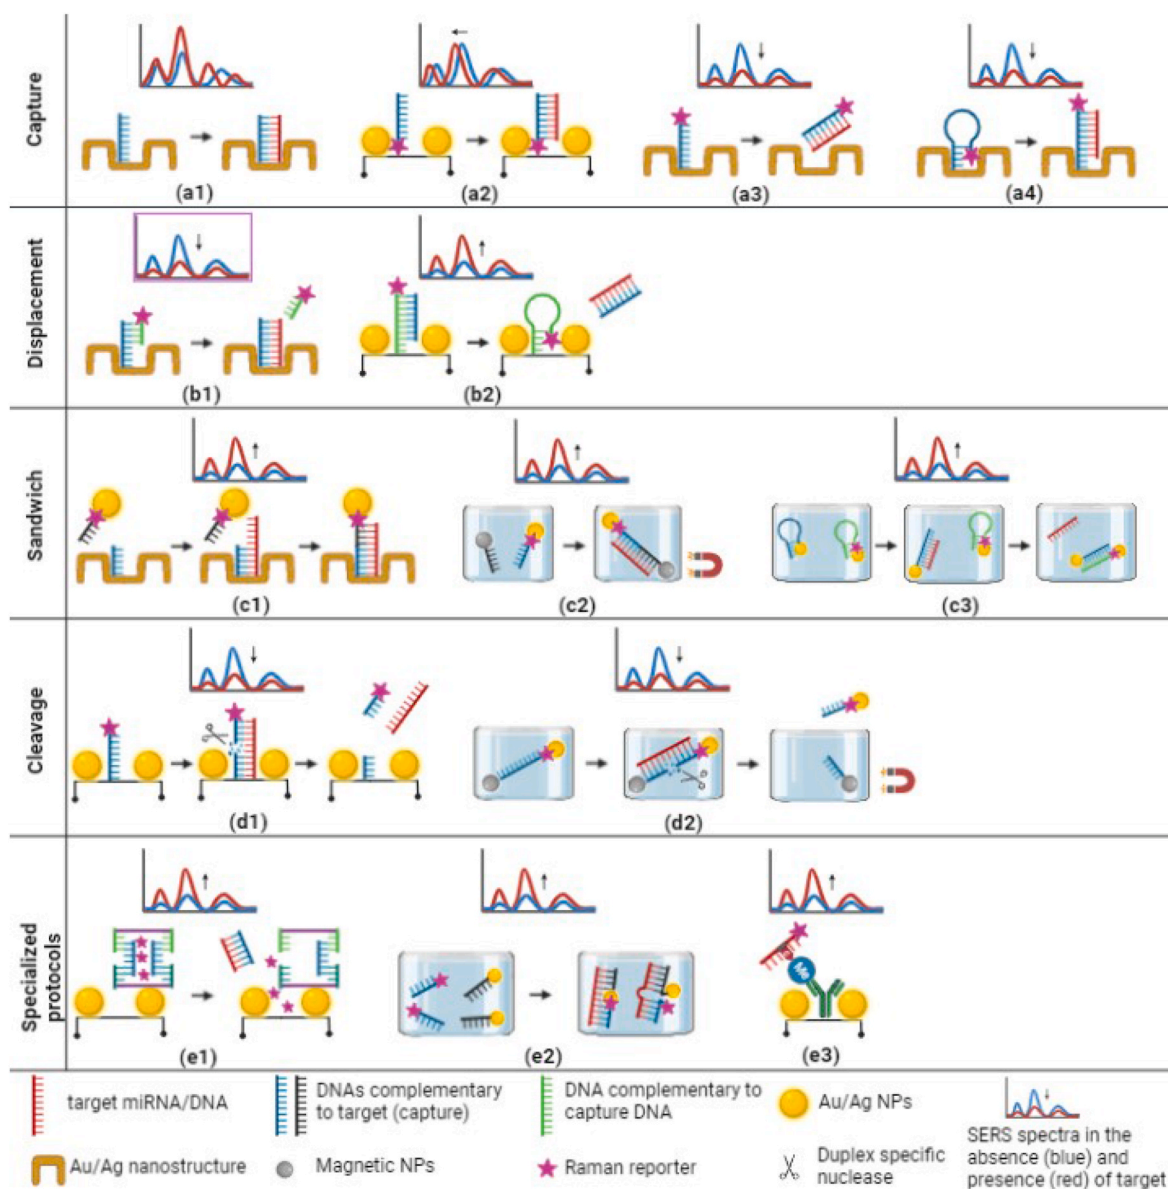 Capture
(a1)
(a2)
(a3)
(a4)
Displacement
(b1)
(b2)
Sandwich
(c1)
(c2)
(c3)
Cleavage
(d1)
(d2)
Specialized
protocols
Me
(e1)
(e2)
(e3)
target miRNA/DNA
DNAs complementary
to target (capture)
DNA complementary to
capture DNA
Au/Ag NPs
SERS spectra in the
absence (blue) and
presence (red) of target
Au/Ag nanostructure
Magnetic NPs
Raman reporter
Duplex specific
nuclease